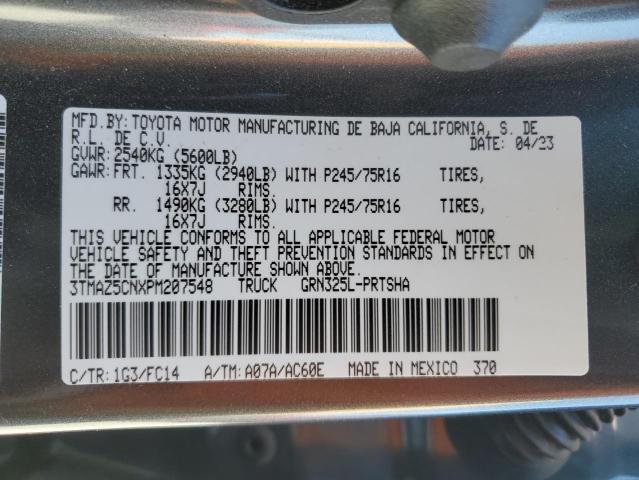 MFD.BY: TOYOTA MOTOR MANUFACTURING DE BAJA CALIFORNIA, S. DE
R.L. DE C.V. DATE: 04/23
GVWR: 2540KG (5600LB)
GAWR: FRT. 1335KG (2940LB) WITH P245/75R16 TIRES,
16X7J RIMS.
RR. 1490KG (3280LB) WITH P245/75R16 TIRES,
16X7J RIMS.
THIS VEHICLE CONFORMS TO ALL APPLICABLE FEDERAL MOTOR
VEHICLE SAFETY AND THEFT PREVENTION STANDARDS IN EFFECT ON
THE DATE OF MANUFACTURE SHOWN ABOVE.
3TMAZ5CNXPM207548 TRUCK GRN325L-PRTSHA
C/TR: 1G3/FC14 A/TM: A07A/AC60E MADE IN MEXICO 370